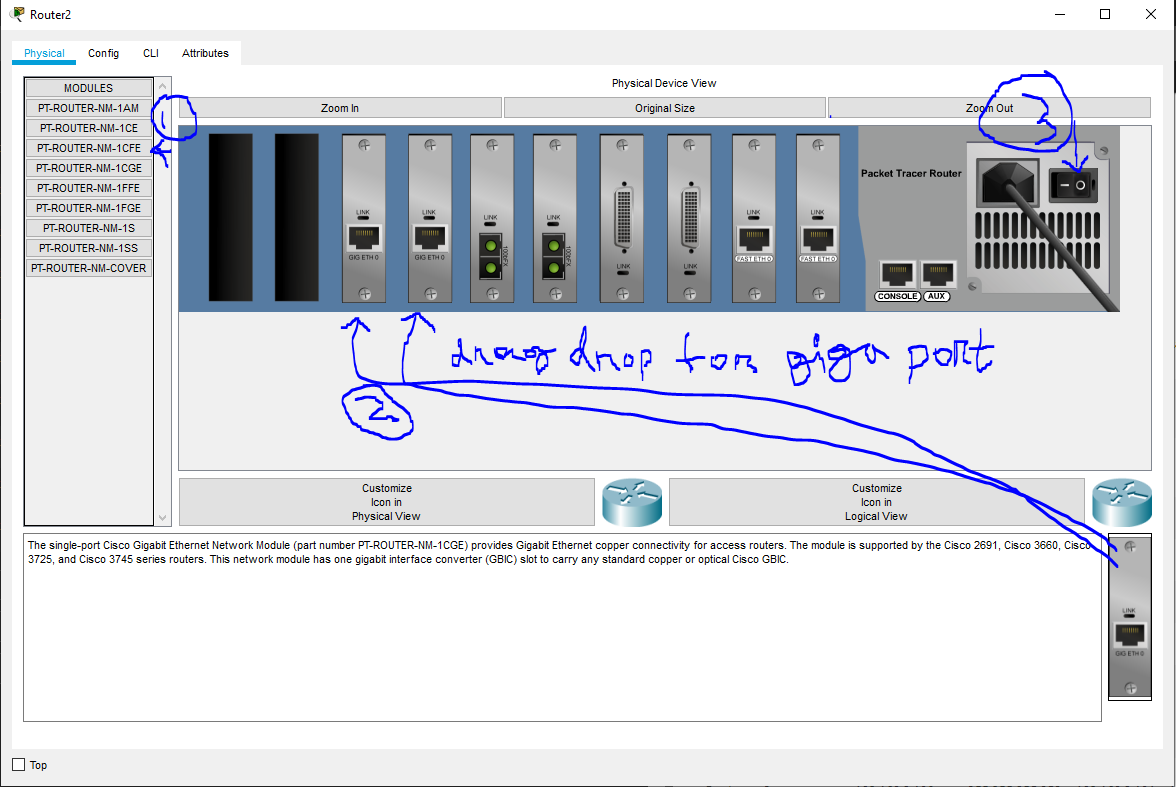 Router2
Physical Config CLI Attributes
MODULES
PT-ROUTER-NM-1AM
PT-ROUTER-NM-1CE
PT-ROUTER-NM-1CFE
PT-ROUTER-NM-1CGE
PT-ROUTER-NM-1FFE
PT-ROUTER-NM-1FGE
PT-ROUTER-NM-1S
PT-ROUTER-NM-1SS
PT-ROUTER-NM-COVER
1
Physical Device View
Zoom In Original Size Zoom Out
3
LINK
GIG ETH 0
LINK
GIG ETH 0
LINK
100bFX
LINK
100bFX
LINK
LINK
LINK
FAST ETH 0
LINK
FAST ETH 0
Packet Tracer Router
CONSOLE AUX
drag drop for giga port
2
Customize
Icon in
Physical View
Customize
Icon in
Logical View
The single-port Cisco Gigabit Ethernet Network Module (part number PT-ROUTER-NM-1CGE) provides Gigabit Ethernet copper connectivity for access routers. The module is supported by the Cisco 2691, Cisco 3660, Cisco
3725, and Cisco 3745 series routers. This network module has one gigabit interface converter (GBIC) slot to carry any standard copper or optical Cisco GBIC.
LINK
GIG ETH 0
Top